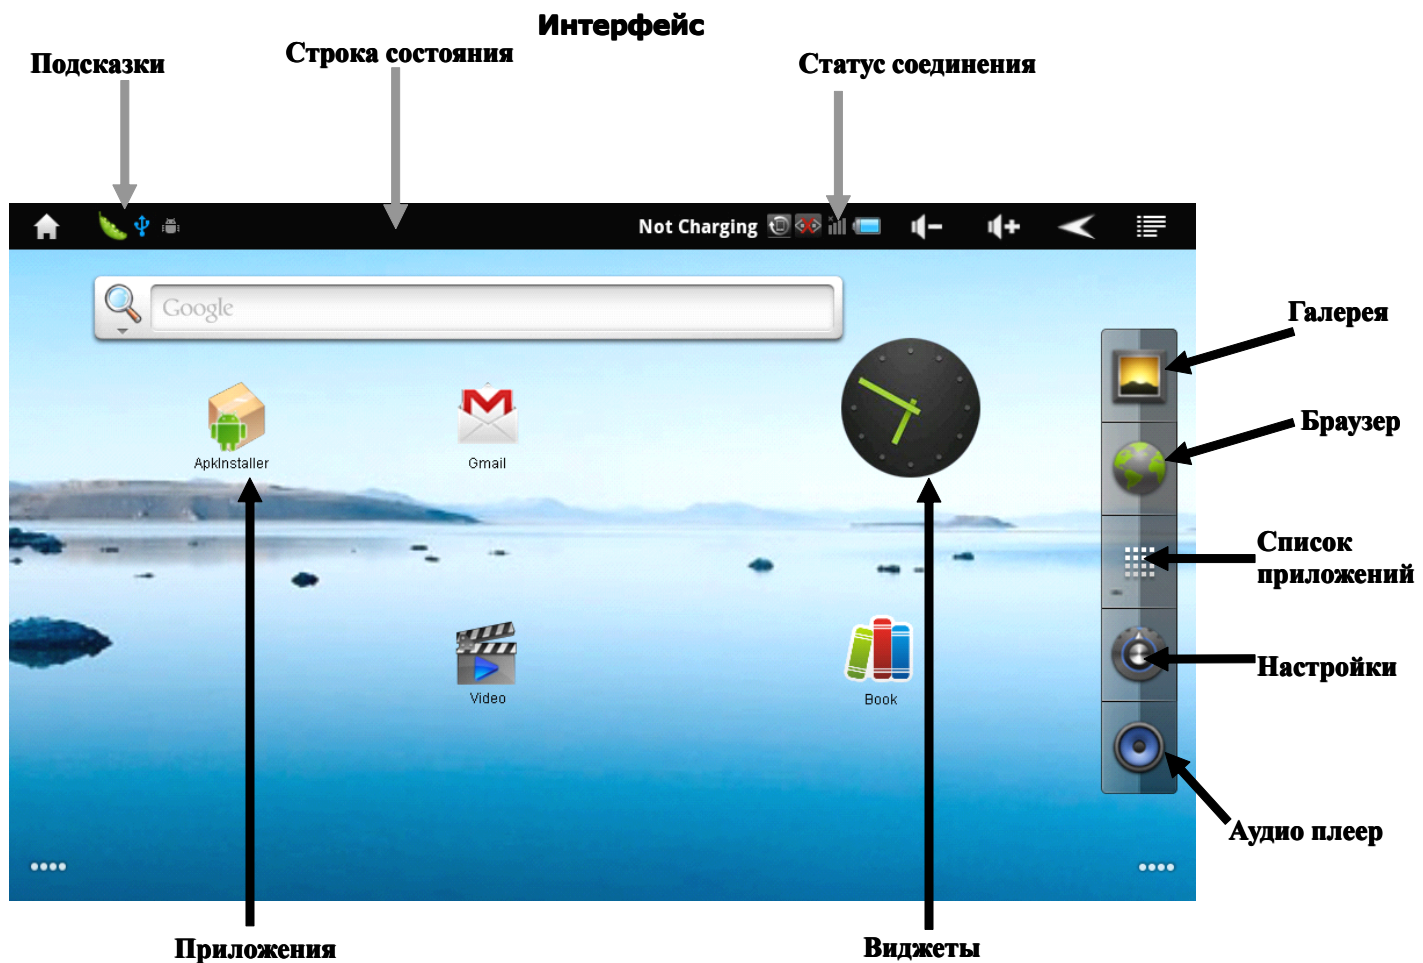 Интерфейс
Подсказки
Строка состояния
Статус соединения
Not Charging
Google
Галерея
Браузер
ApkInstaller
Gmail
Список
приложений
Настройки
Video
Book
Аудио плеер
Приложения
Виджеты